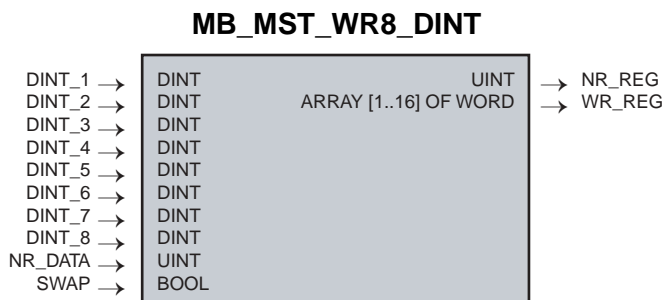 MB_MST_WR8_DINT
DINT_1 → DINT UINT → NR_REG
DINT_2 → DINT ARRAY [1..16] OF WORD → WR_REG
DINT_3 → DINT
DINT_4 → DINT
DINT_5 → DINT
DINT_6 → DINT
DINT_7 → DINT
DINT_8 → DINT
NR_DATA → UINT
SWAP → BOOL